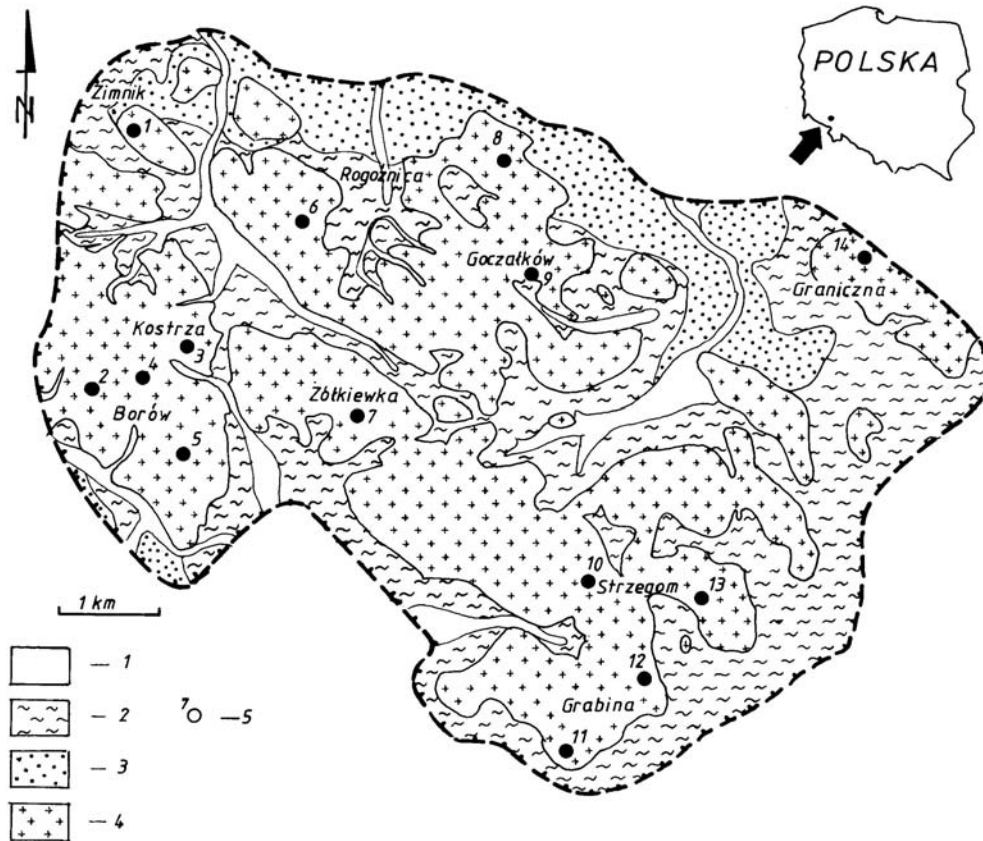 N
POLSKA
Zimnik
1
8
Rogoźnica
6
14
Goczałków
9
Graniczna
Kostrza
3
4
2
Żółkiewka
7
Borów
5
10
Strzegom
13
1 km
12
Grabina
11
— 1
— 2
7 — 5
— 3
— 4